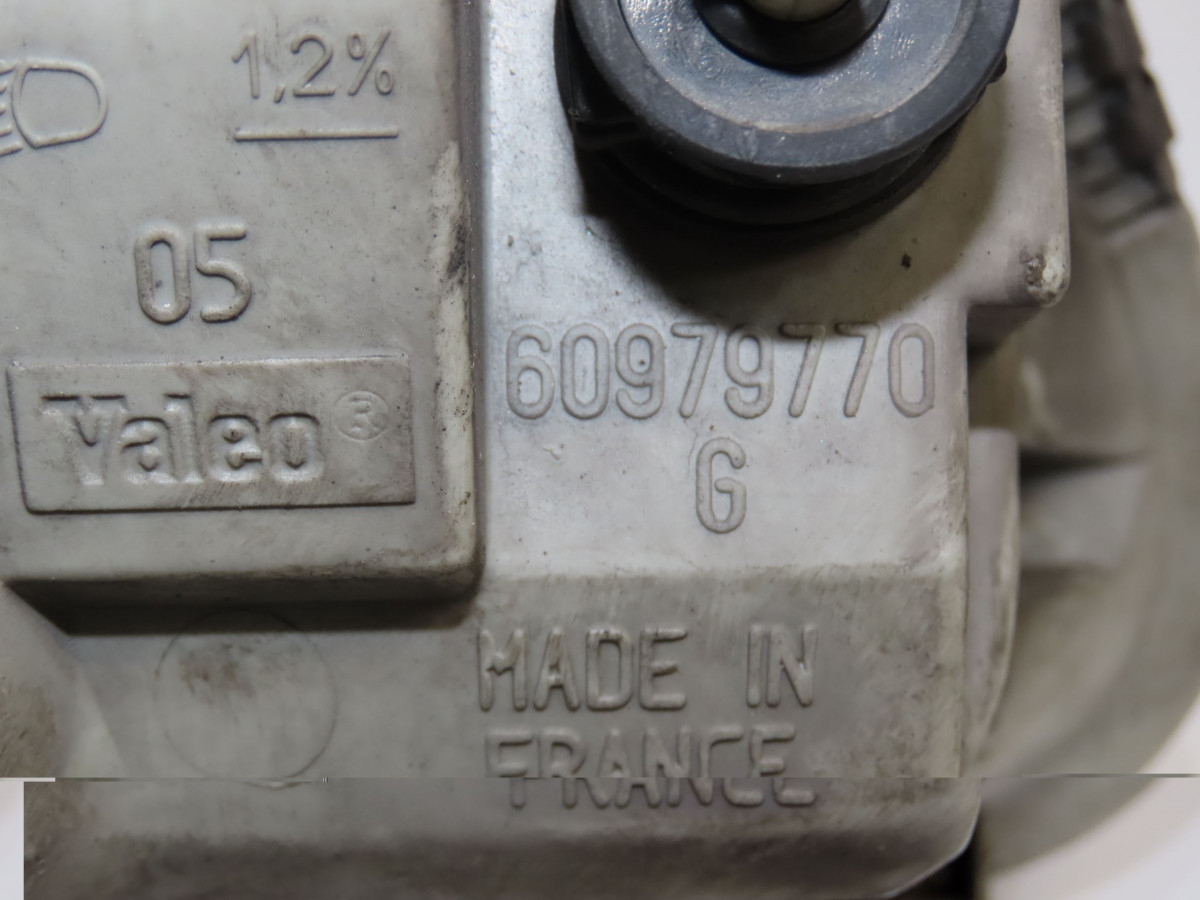 1,2%
05
Valeo®
60979770
G
MADE IN
FRANCE